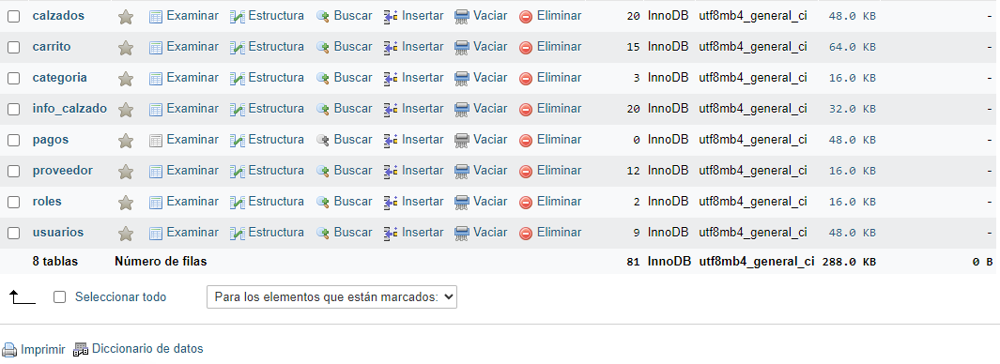 calzados Examinar Estructura Buscar Insertar Vaciar Eliminar 20 InnoDB utf8mb4_general_ci 48.0 KB -
carrito Examinar Estructura Buscar Insertar Vaciar Eliminar 15 InnoDB utf8mb4_general_ci 64.0 KB -
categoria Examinar Estructura Buscar Insertar Vaciar Eliminar 3 InnoDB utf8mb4_general_ci 16.0 KB -
info_calzado Examinar Estructura Buscar Insertar Vaciar Eliminar 20 InnoDB utf8mb4_general_ci 32.0 KB -
pagos Examinar Estructura Buscar Insertar Vaciar Eliminar 0 InnoDB utf8mb4_general_ci 48.0 KB -
proveedor Examinar Estructura Buscar Insertar Vaciar Eliminar 12 InnoDB utf8mb4_general_ci 16.0 KB -
roles Examinar Estructura Buscar Insertar Vaciar Eliminar 2 InnoDB utf8mb4_general_ci 16.0 KB -
usuarios Examinar Estructura Buscar Insertar Vaciar Eliminar 9 InnoDB utf8mb4_general_ci 48.0 KB -
8 tablas Número de filas 81 InnoDB utf8mb4_general_ci 288.0 KB 0 B
Seleccionar todo Para los elementos que están marcados:
Imprimir Diccionario de datos